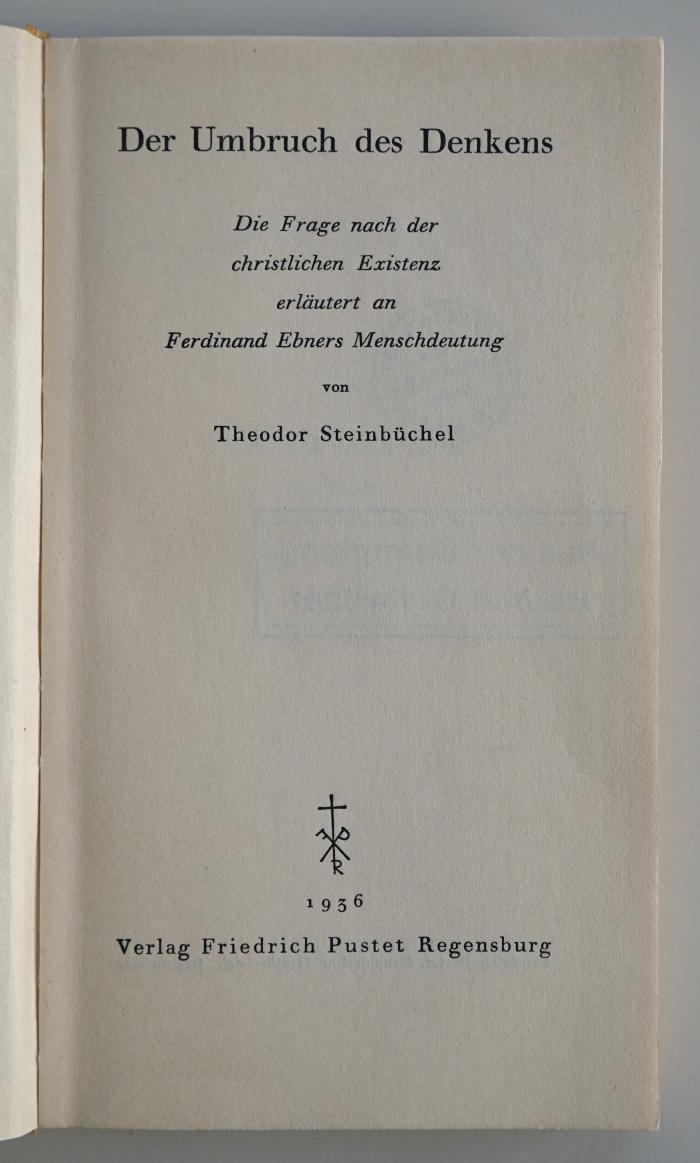 Der Umbruch des Denkens
Die Frage nach der
christlichen Existenz
erläutert an
Ferdinand Ebners Menschdeutung
von
Theodor Steinbüchel
F P
R
1936
Verlag Friedrich Pustet Regensburg